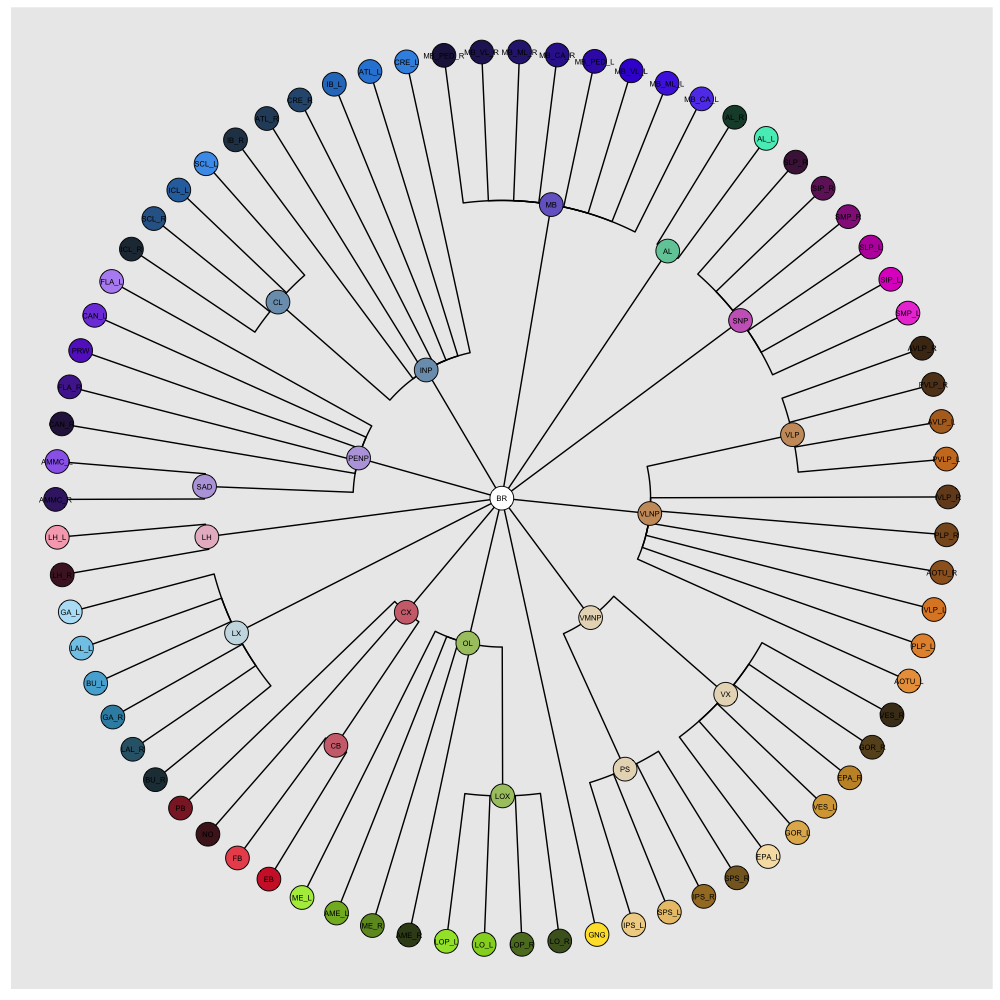 MB_PED_R
MB_VL_R
MB_ML_R
MB_CA_R
MB_PED_L
MB_VL_L
MB_ML_L
MB_CA_L
AL_R
AL_L
SLP_R
SIP_R
SMP_R
SLP_L
SIP_L
SMP_L
AVLP_R
PVLP_R
AVLP_L
PVLP_L
VLP_R
PLP_R
AOTU_R
VLP_L
PLP_L
AOTU_L
VES_R
GOR_R
EPA_R
VES_L
GOR_L
EPA_L
SPS_R
IPS_R
SPS_L
IPS_L
GNG
LO_R
LOP_R
LO_L
LOP_L
AME_R
ME_R
AME_L
ME_L
EB
FB
NO
PB
BU_R
LAL_R
GA_R
BU_L
LAL_L
GA_L
LH_R
LH_L
AMMC_R
AMMC_L
CAN_R
FLA_R
PRW
CAN_L
FLA_L
ICL_R
SCL_R
ICL_L
SCL_L
IB_R
ATL_R
CRE_R
IB_L
ATL_L
CRE_L
MB
AL
SNP
VLP
VLNP
VMNP
VX
PS
LOX
OL
CX
CB
LX
LH
SAD
PENP
CL
INP
BR